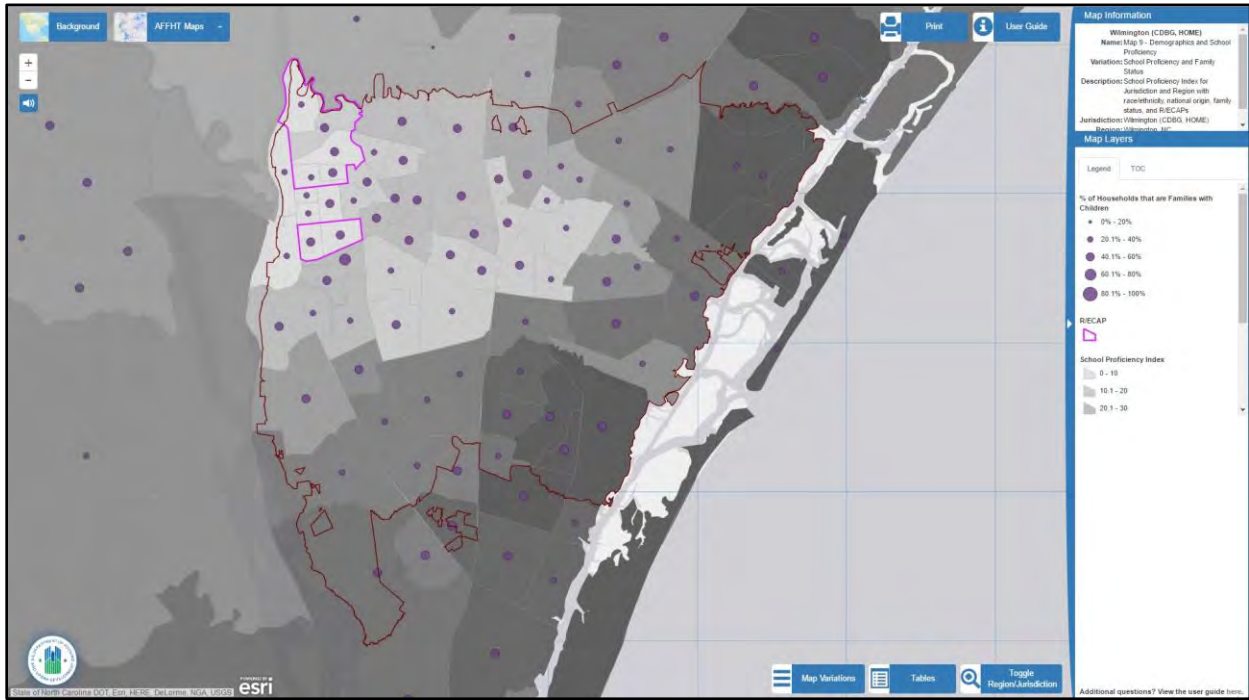 Background
AFFHT Maps
Print
User Guide
+
−
Map Information
Wilmington (CDBG, HOME)
Name: Map 9 - Demographics and School
Proficiency
Variation: School Proficiency and Family
Status
Description: School Proficiency Index for
Jurisdiction and Region with
race/ethnicity, national origin, family
status, and R/ECAPs
Jurisdiction: Wilmington (CDBG, HOME)
Region: Wilmington, NC
Map Layers
Legend
TOC
% of Households that are Families with
Children
0% - 20%
20.1% - 40%
40.1% - 60%
60.1% - 80%
80.1% - 100%
R/ECAP
School Proficiency Index
0 - 10
10.1 - 20
20.1 - 30
Map Variations
Tables
Toggle
Region/Jurisdiction
State of North Carolina DOT, Esri, HERE, DeLorme, NGA, USGS
POWERED BY
esri
Additional questions? View the user guide here.